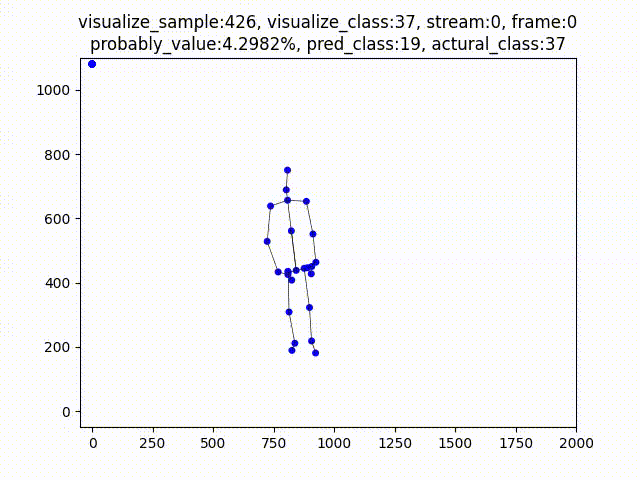 visualize_sample:426, visualize_class:37, stream:0, frame:0
probably_value:4.2982%, pred_class:19, actural_class:37
1000
800
600
400
200
0
0 250 500 750 1000 1250 1500 1750 2000